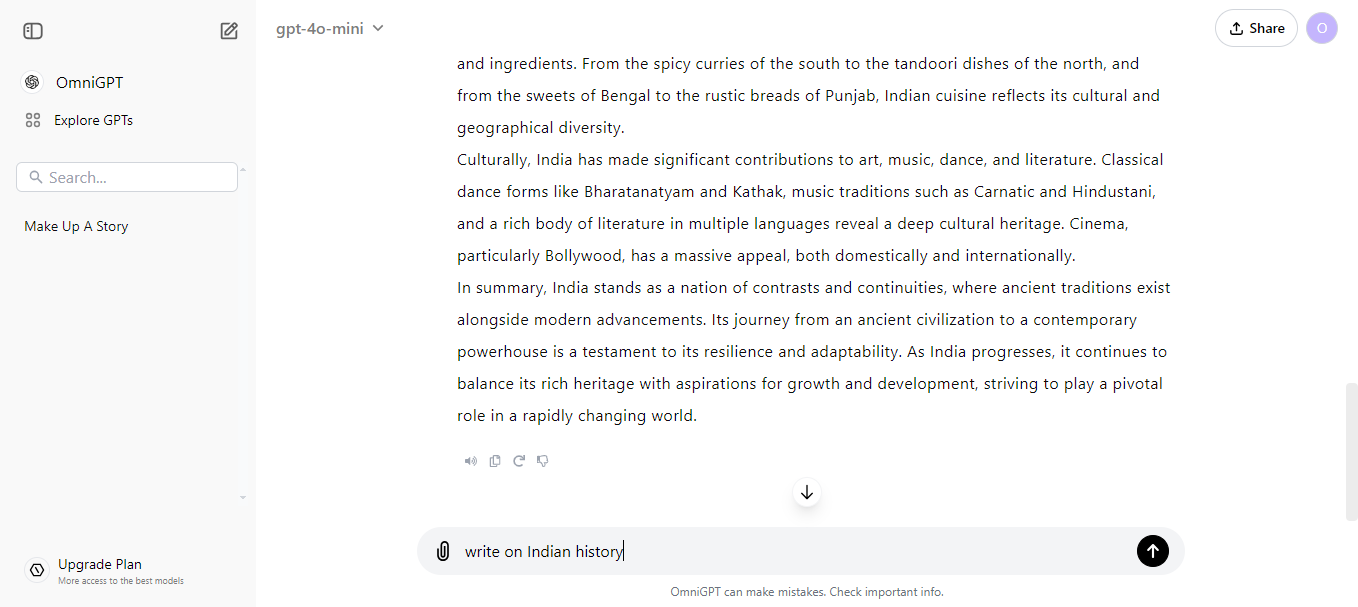 gpt-4o-mini
Share
O
OmniGPT
Explore GPTs
Search...
Make Up A Story
and ingredients. From the spicy curries of the south to the tandoori dishes of the north, and
from the sweets of Bengal to the rustic breads of Punjab, Indian cuisine reflects its cultural and
geographical diversity.
Culturally, India has made significant contributions to art, music, dance, and literature. Classical
dance forms like Bharatanatyam and Kathak, music traditions such as Carnatic and Hindustani,
and a rich body of literature in multiple languages reveal a deep cultural heritage. Cinema,
particularly Bollywood, has a massive appeal, both domestically and internationally.
In summary, India stands as a nation of contrasts and continuities, where ancient traditions exist
alongside modern advancements. Its journey from an ancient civilization to a contemporary
powerhouse is a testament to its resilience and adaptability. As India progresses, it continues to
balance its rich heritage with aspirations for growth and development, striving to play a pivotal
role in a rapidly changing world.
write on Indian history
Upgrade Plan
More access to the best models
OmniGPT can make mistakes. Check important info.